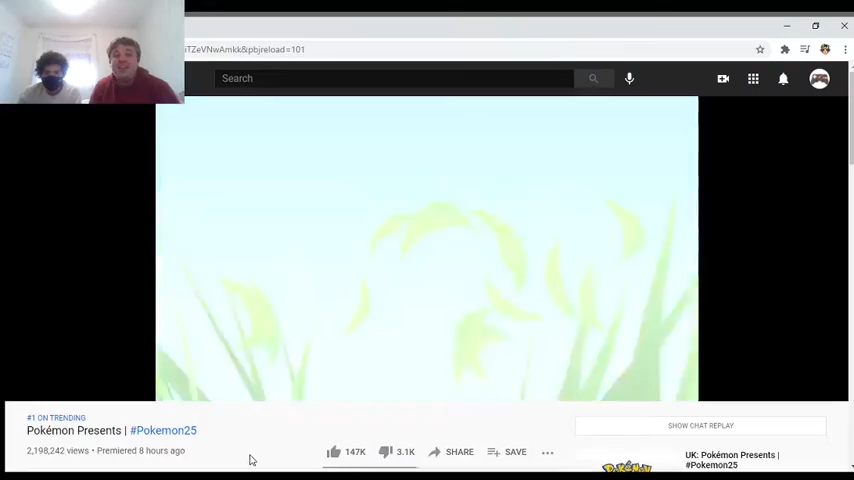 iTZeVNwAmkk&pbjreload=101
Search
#1 ON TRENDING
Pokémon Presents | #Pokemon25
2,198,242 views • Premiered 8 hours ago
147K
3.1K
SHARE
SAVE
SHOW CHAT REPLAY
POKéMON
UK: Pokémon Presents |
#Pokemon25